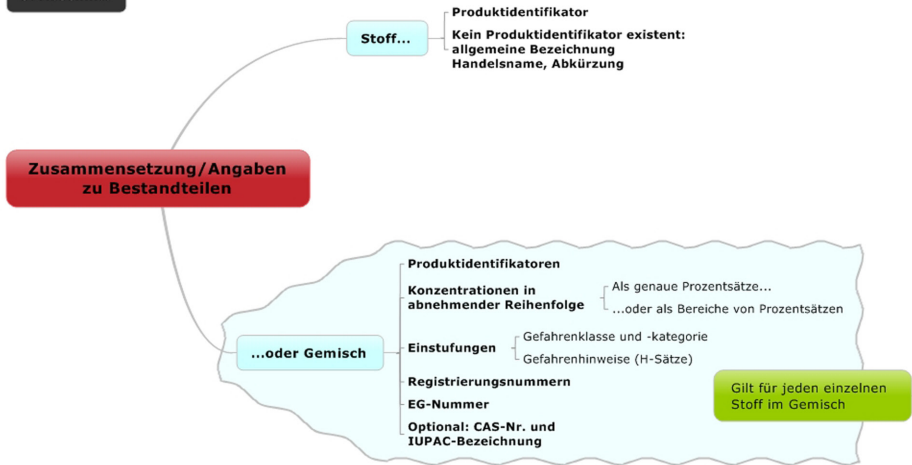 Stoff...
Produktidentifikator
Kein Produktidentifikator existent:
allgemeine Bezeichnung
Handelsname, Abkürzung
Zusammensetzung/Angaben
zu Bestandteilen
...oder Gemisch
Produktidentifikatoren
Konzentrationen in
abnehmender Reihenfolge
Als genaue Prozentsätze...
...oder als Bereiche von Prozentsätzen
Einstufungen
Gefahrenklasse und -kategorie
Gefahrenhinweise (H-Sätze)
Registrierungsnummern
EG-Nummer
Optional: CAS-Nr. und
IUPAC-Bezeichnung
Gilt für jeden einzelnen
Stoff im Gemisch